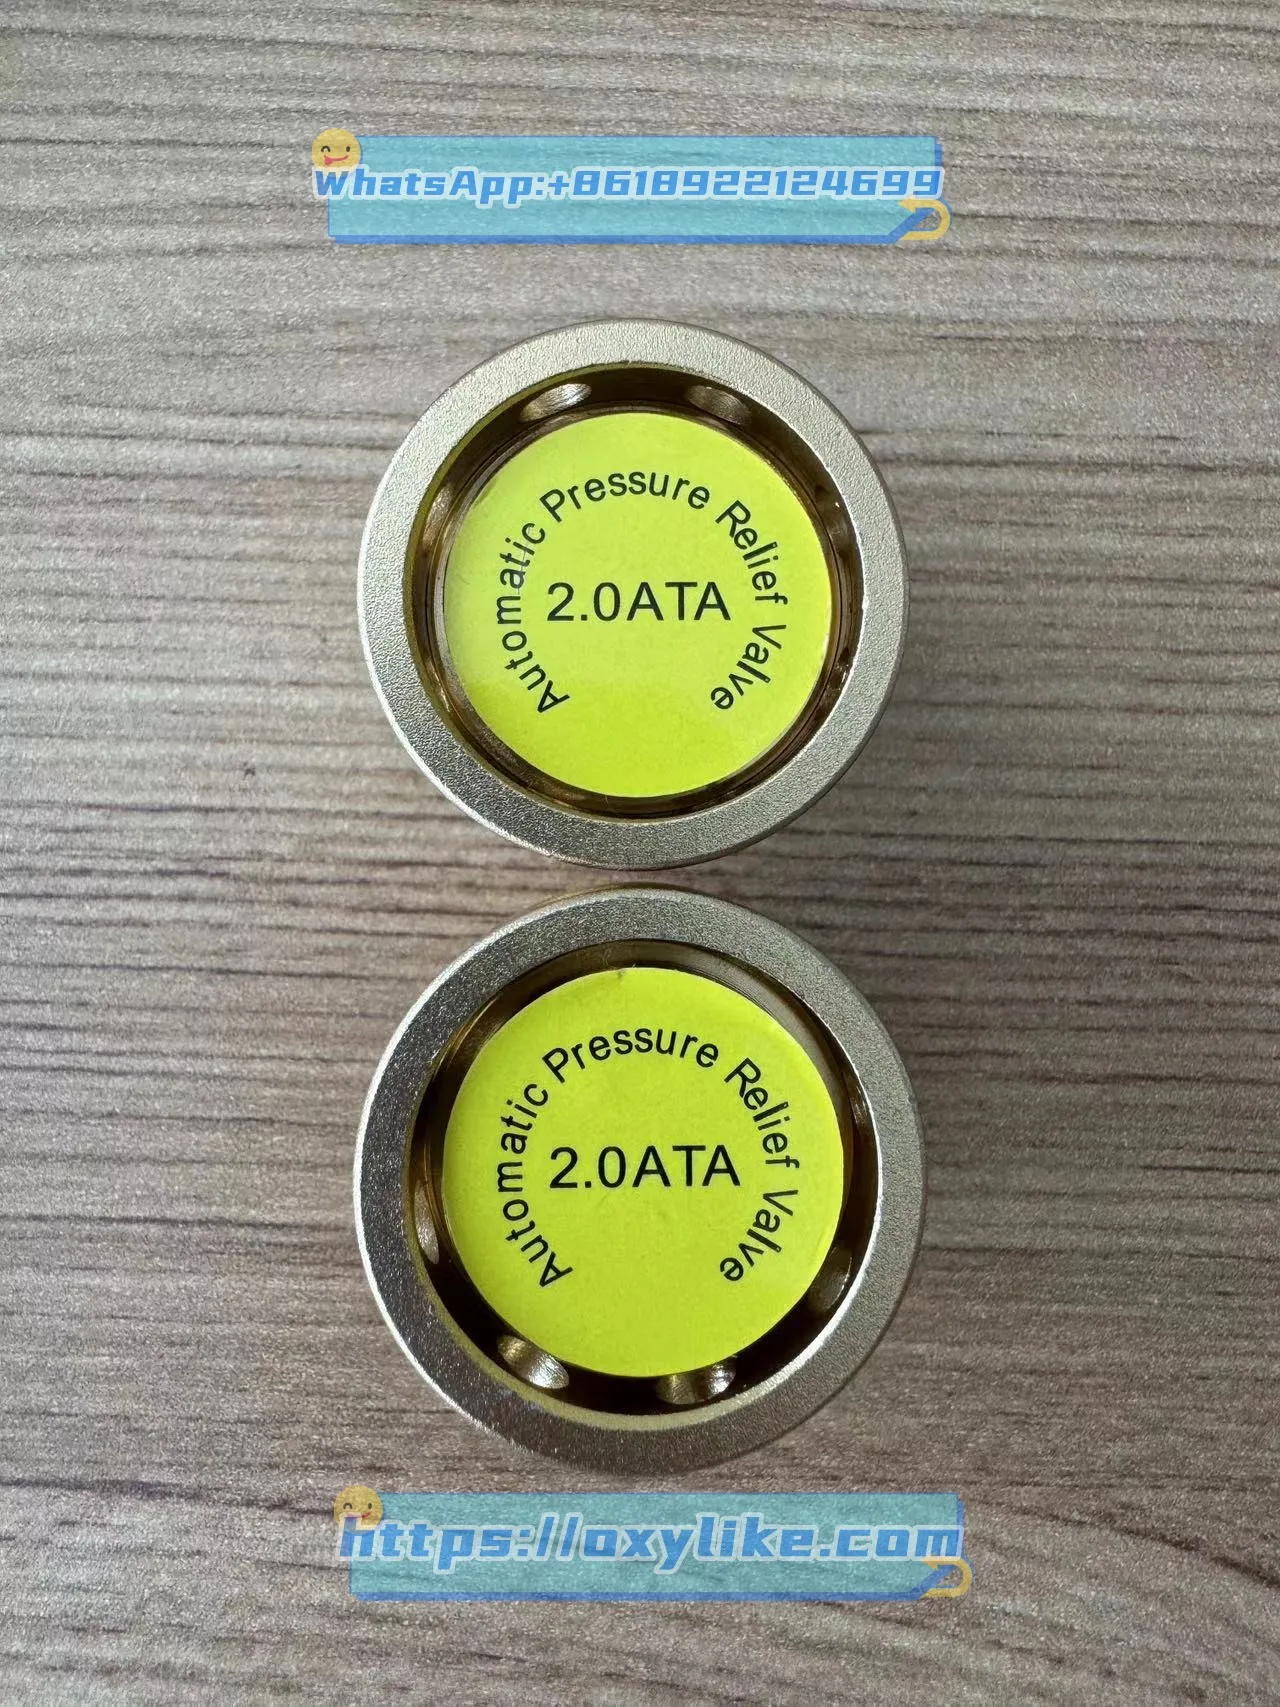 WhatsApp:+8618922124699
Automatic Pressure Relief Valve
2.0ATA
Automatic Pressure Relief Valve
2.0ATA
https://oxylike.com